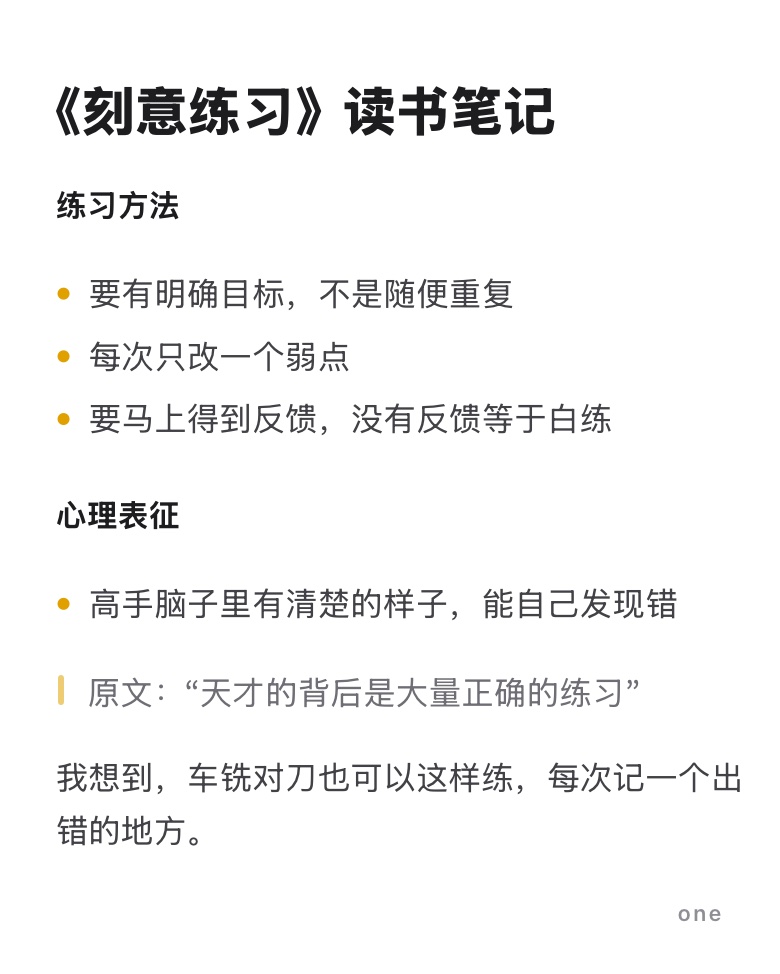 《刻意练习》读书笔记
练习方法
要有明确目标，不是随便重复
每次只改一个弱点
要马上得到反馈，没有反馈等于白练
心理表征
高手脑子里有清楚的样子，能自己发现错
原文：“天才的背后是大量正确的练习”
我想到，车铣对刀也可以这样练，每次记一个出
错的地方。
one